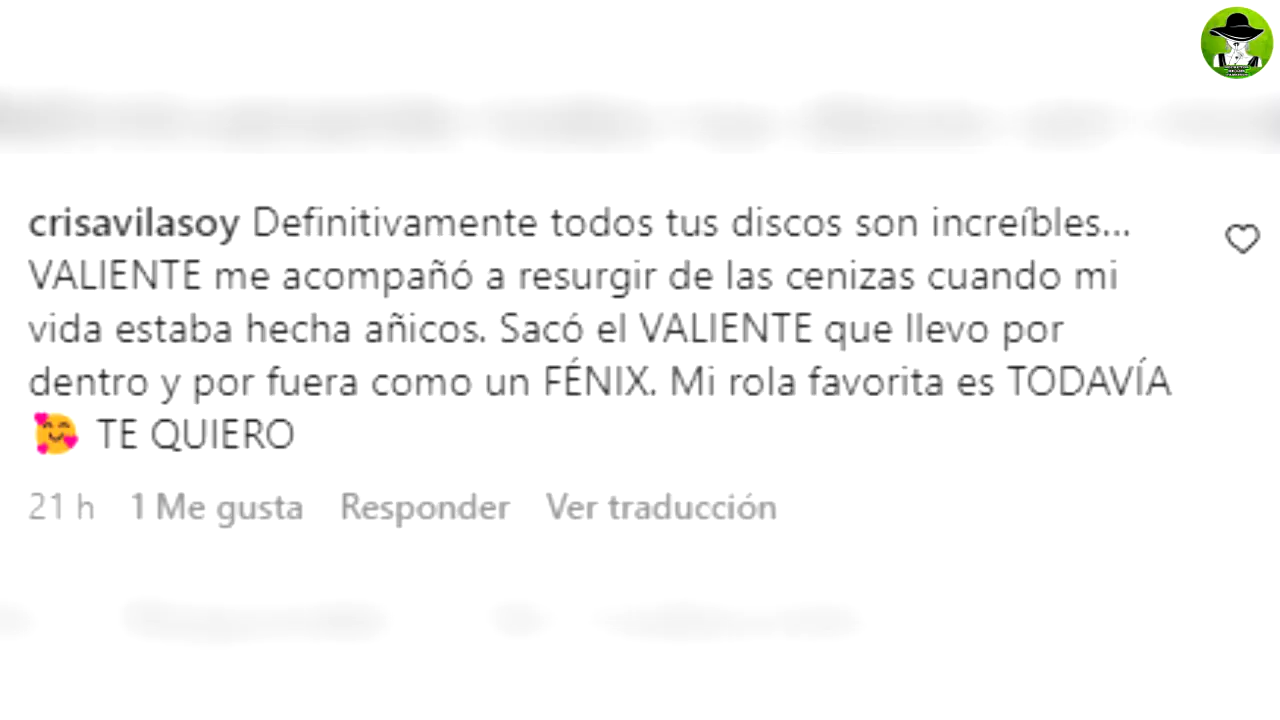 crisavilasoy Definitivamente todos tus discos son increíbles...
VALIENTE me acompañó a resurgir de las cenizas cuando mi
vida estaba hecha añicos. Sacó el VALIENTE que llevo por
dentro y por fuera como un FÉNIX. Mi rola favorita es TODAVÍA
🥰 TE QUIERO
21 h 1 Me gusta Responder Ver traducción